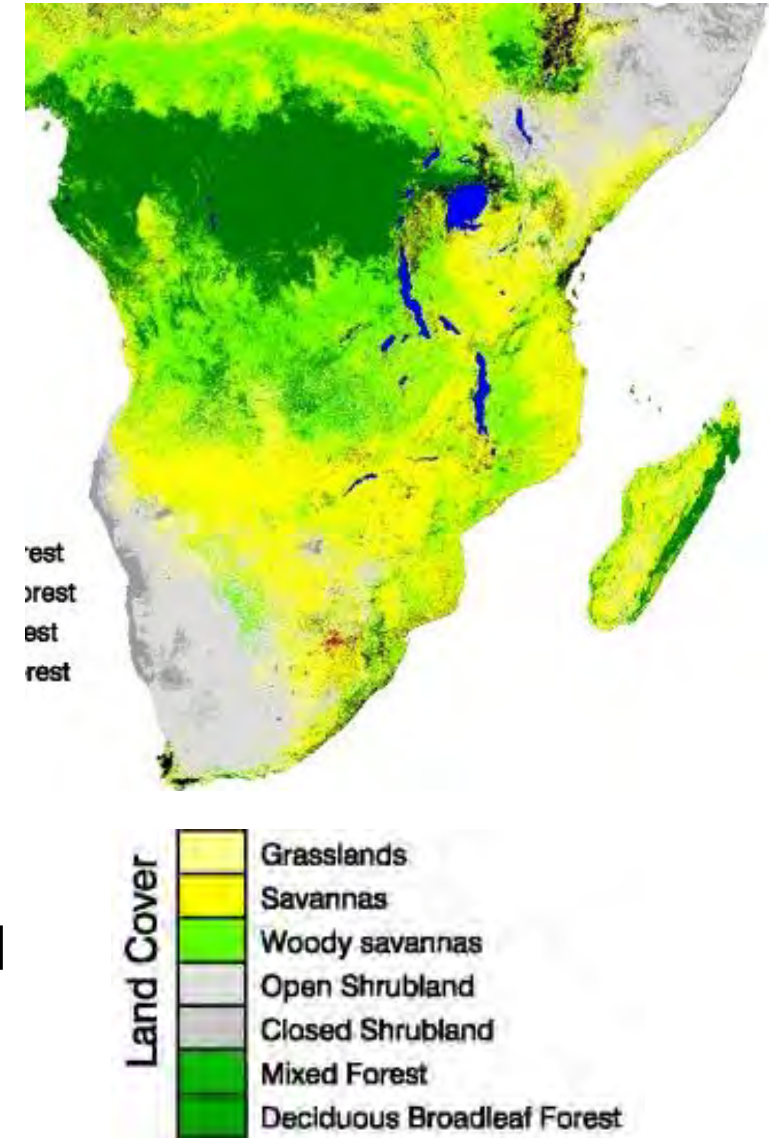 rest
orest
est
rest
Land Cover
Grasslands
Savannas
Woody savannas
Open Shrubland
Closed Shrubland
Mixed Forest
Deciduous Broadleaf Forest